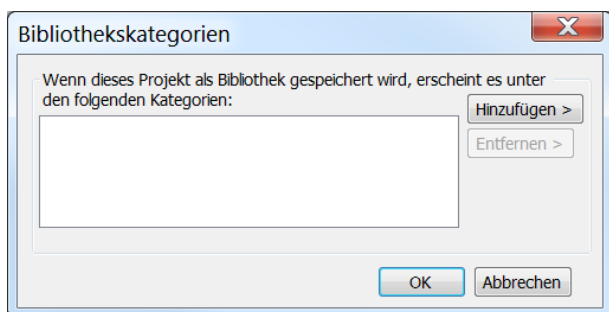 Bibliothekskategorien
Wenn dieses Projekt als Bibliothek gespeichert wird, erscheint es unter
den folgenden Kategorien:
Hinzufügen >
Entfernen >
OK
Abbrechen